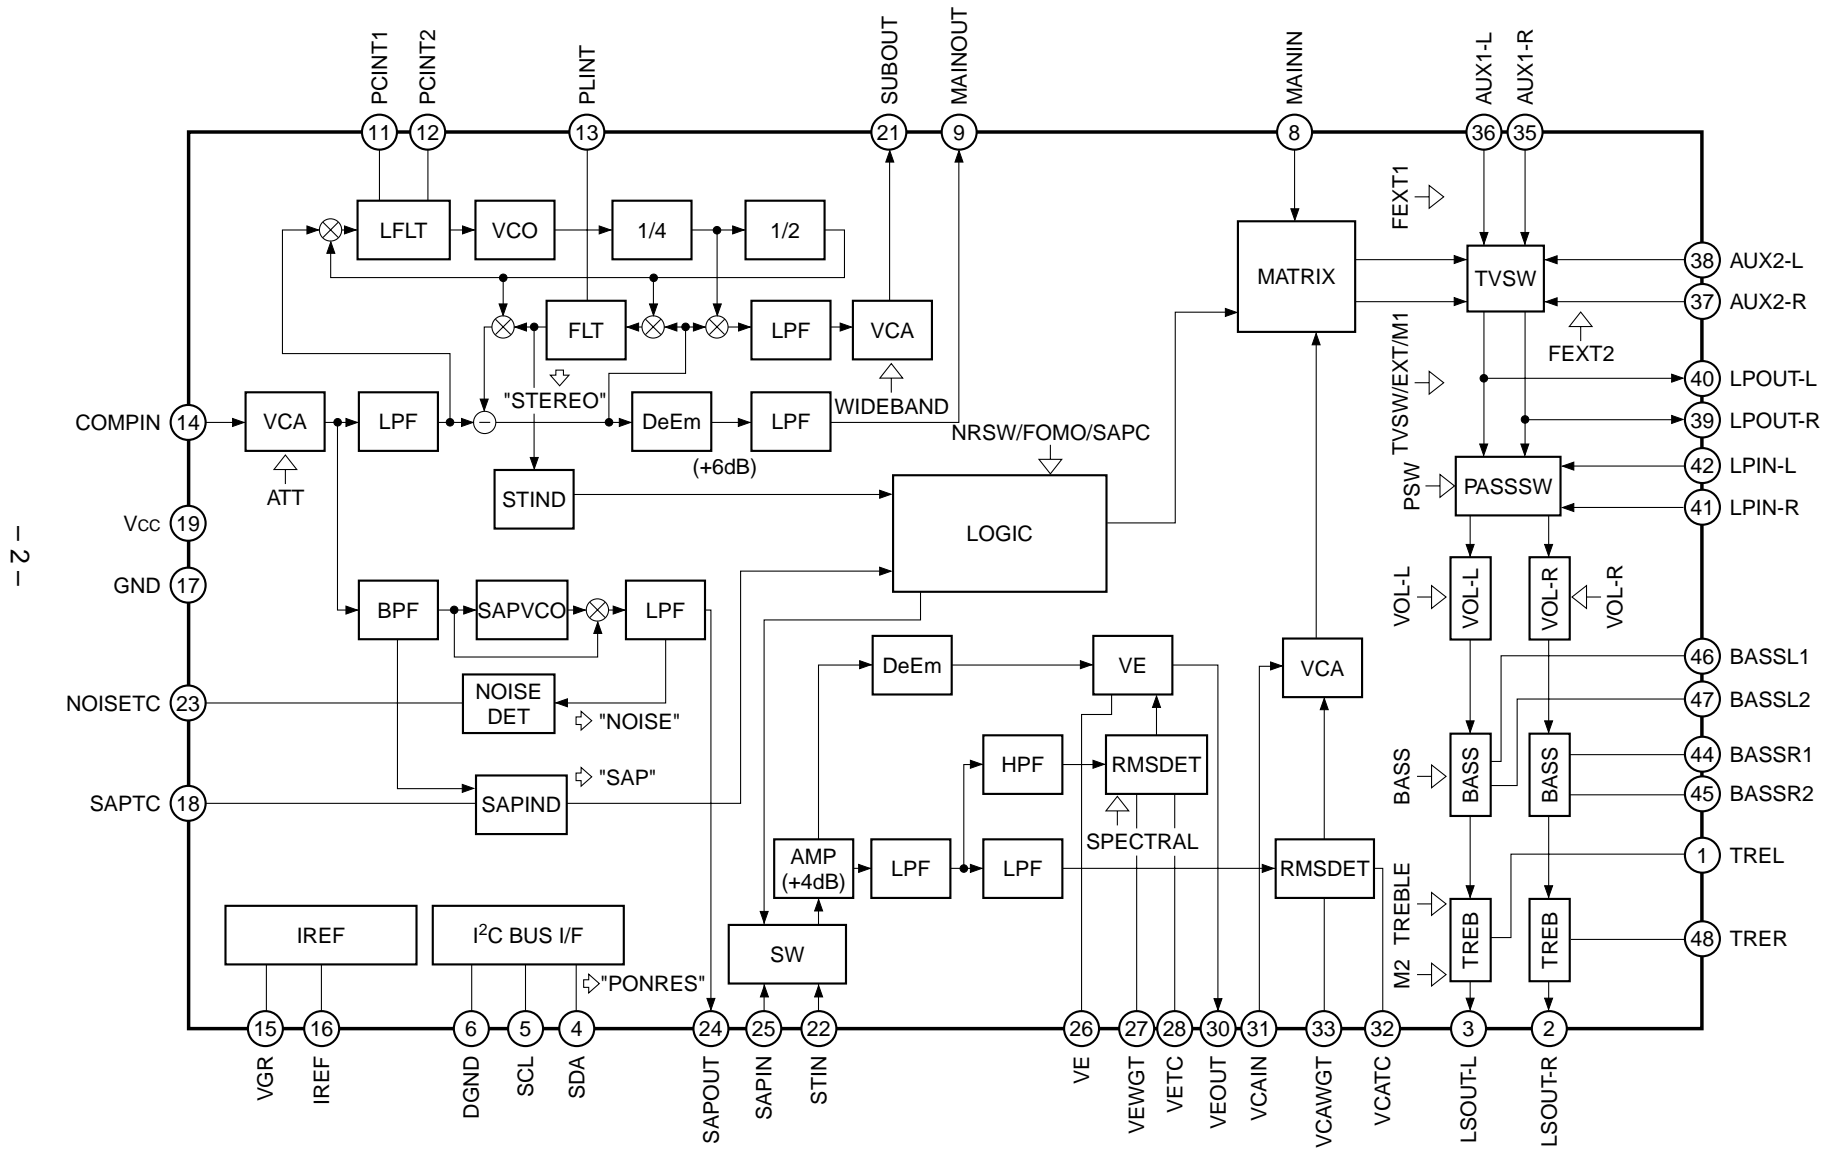 PCINT1
PCINT2
PLINT
SUBOUT
MAINOUT
MAININ
AUX1-L
AUX1-R
11
12
13
21
9
8
36
35
LFLT
VCO
1/4
1/2
FEXT1
MATRIX
TVSW
38 AUX2-L
37 AUX2-R
FLT
LPF
VCA
FEXT2
"STEREO"
WIDEBAND
TVSW/EXT/M1
40 LPOUT-L
39 LPOUT-R
COMPIN 14
VCA
LPF
−
DeEm
LPF
(+6dB)
ATT
NRSW/FOMO/SAPC
STIND
LOGIC
PSW
PASSSW
42 LPIN-L
41 LPIN-R
Vcc 19
GND 17
– 2 –
BPF
SAPVCO
LPF
VOL-L
VOL-L
VOL-R
VOL-R
DeEm
VE
VCA
46 BASSL1
47 BASSL2
NOISETC 23
NOISE
DET
"NOISE"
HPF
RMSDET
BASS
BASS
BASS
44 BASSR1
45 BASSR2
SAPTC 18
SAPIND
"SAP"
SPECTRAL
AMP
(+4dB)
LPF
LPF
RMSDET
1 TREL
TREBLE
M2
TREB
TREB
48 TRER
IREF
I²C BUS I/F
SW
"PONRES"
15
16
6
5
4
24
25
22
26
27
28
30
31
33
32
3
2
VGR
IREF
DGND
SCL
SDA
SAPOUT
SAPIN
STIN
VE
VEWGT
VETC
VEOUT
VCAIN
VCAWGT
VCATC
LSOUT-L
LSOUT-R